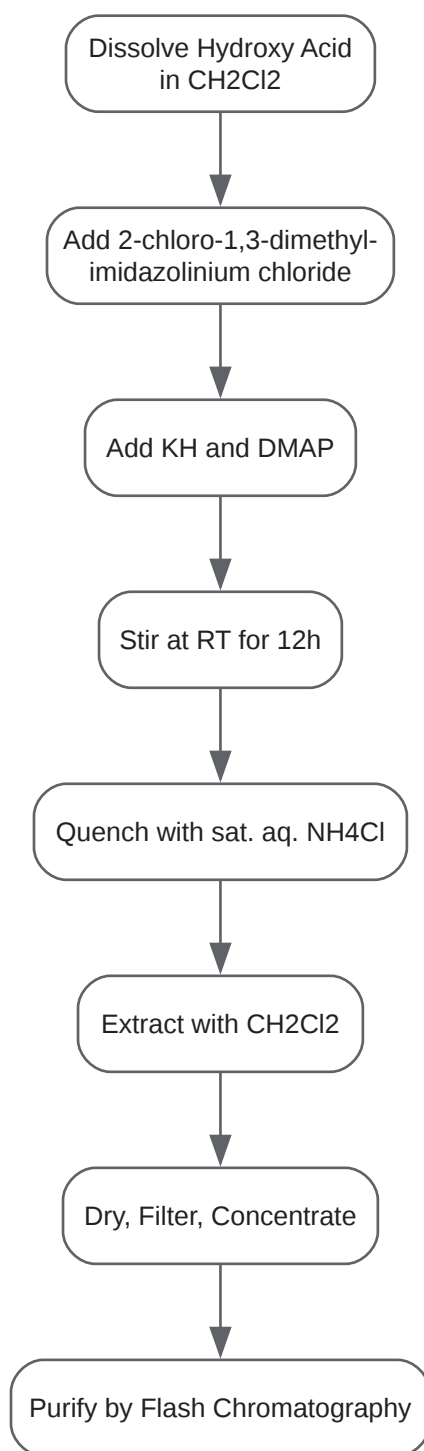 Dissolve Hydroxy Acid
in CH2Cl2
Add 2-chloro-1,3-dimethyl-
imidazolinium chloride
Add KH and DMAP
Stir at RT for 12h
Quench with sat. aq. NH4Cl
Extract with CH2Cl2
Dry, Filter, Concentrate
Purify by Flash Chromatography